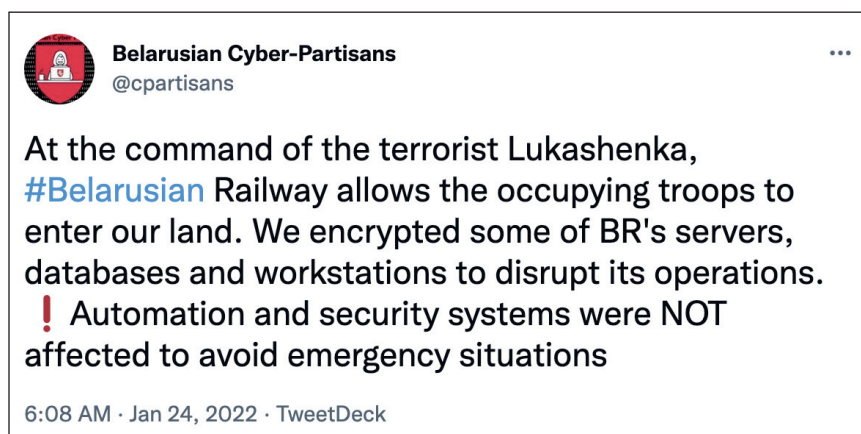 Belarusian Cyber-Partisans
@cpartisans
At the command of the terrorist Lukashenka,
#Belarusian Railway allows the occupying troops to
enter our land. We encrypted some of BR's servers,
databases and workstations to disrupt its operations.
❗ Automation and security systems were NOT
affected to avoid emergency situations
6:08 AM · Jan 24, 2022 · TweetDeck